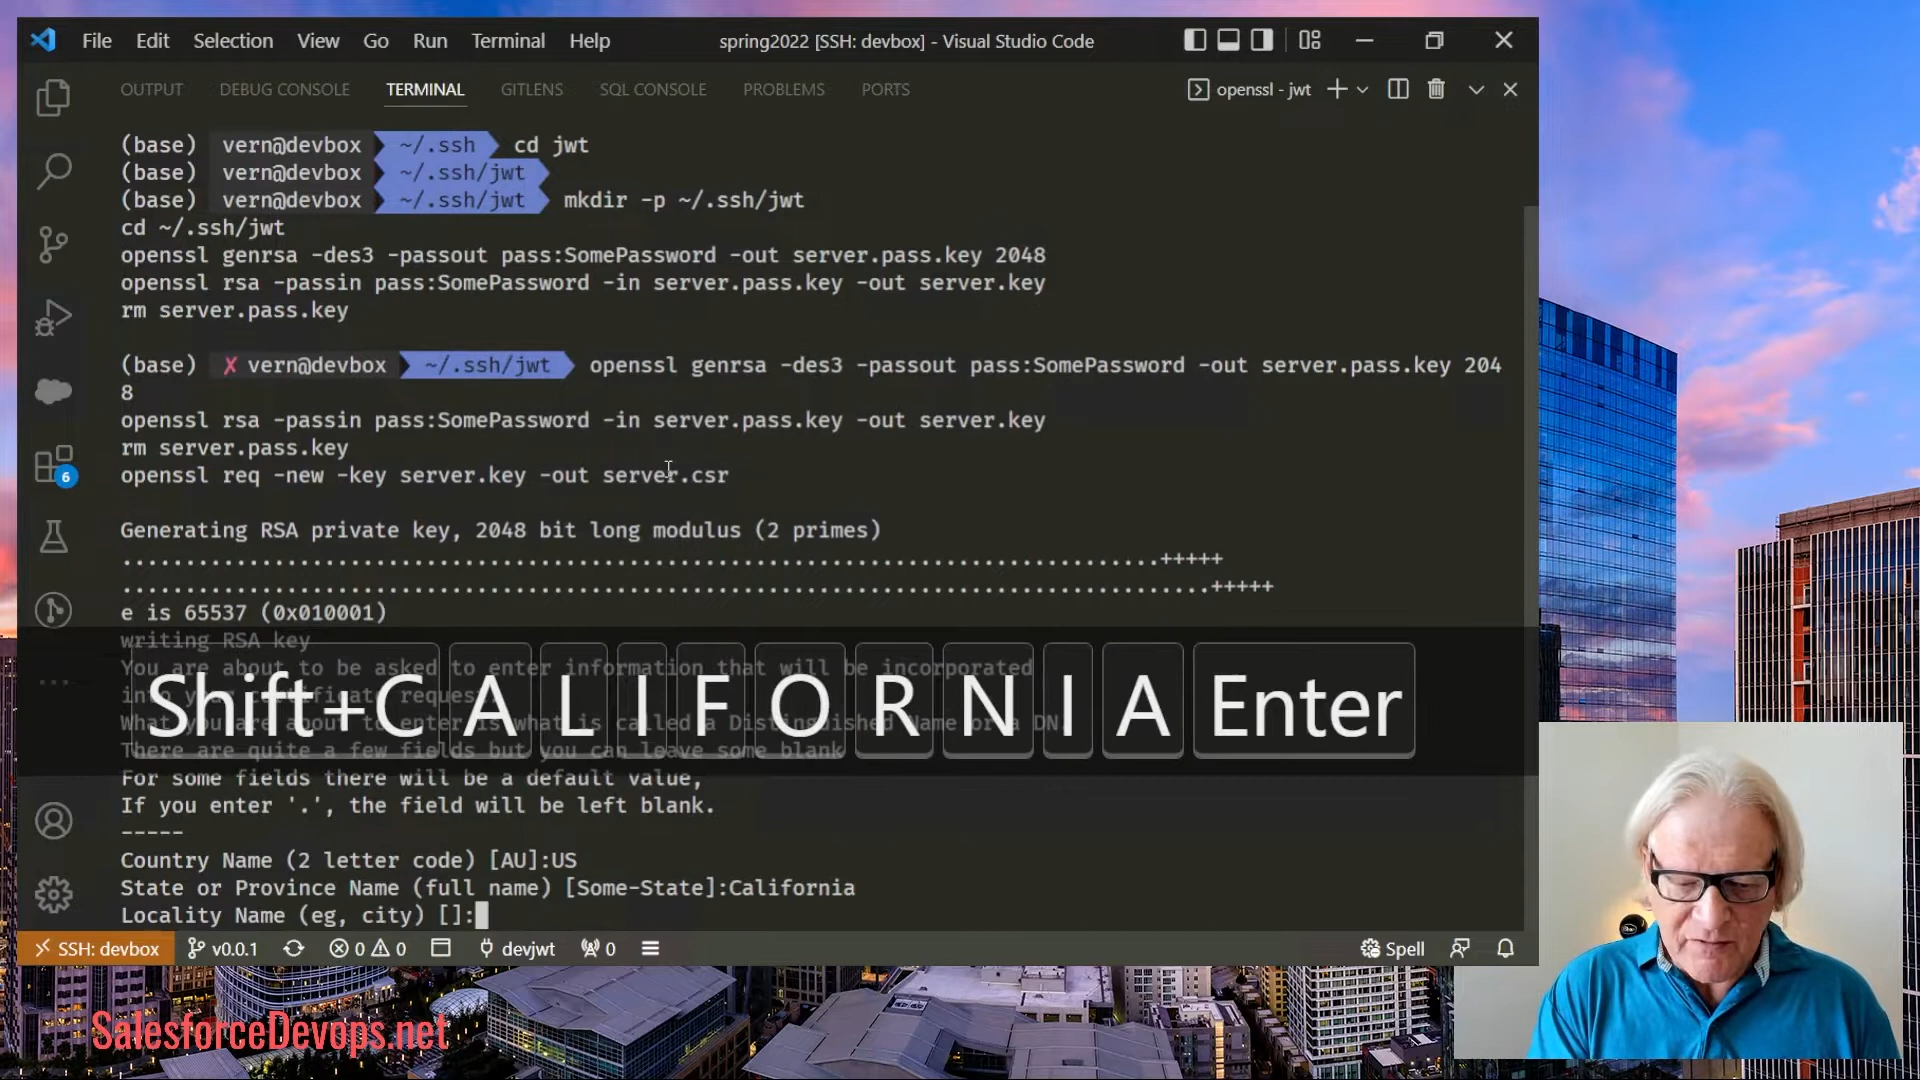 File Edit Selection View Go Run Terminal Help spring2022 [SSH: devbox] - Visual Studio Code
OUTPUT DEBUG CONSOLE TERMINAL GITLENS SQL CONSOLE PROBLEMS PORTS openssl - jwt
(base) vern@devbox ~/.ssh cd jwt
(base) vern@devbox ~/.ssh/jwt
(base) vern@devbox ~/.ssh/jwt mkdir -p ~/.ssh/jwt
cd ~/.ssh/jwt
openssl genrsa -des3 -passout pass:SomePassword -out server.pass.key 2048
openssl rsa -passin pass:SomePassword -in server.pass.key -out server.key
rm server.pass.key
(base) ✗ vern@devbox ~/.ssh/jwt openssl genrsa -des3 -passout pass:SomePassword -out server.pass.key 204
8
openssl rsa -passin pass:SomePassword -in server.pass.key -out server.key
rm server.pass.key
openssl req -new -key server.key -out server.csr
6
Generating RSA private key, 2048 bit long modulus (2 primes)
..................................................................................+++++
......................................................................................+++++
e is 65537 (0x010001)
writing RSA key
You are about to be asked to enter information that will be incorporated
into your certificate request
What you are about to enter is what is called a Distinguished Name or a DN
There are quite a few fields but you can leave some blank
Shift+C A L I F O R N I A Enter
For some fields there will be a default value,
If you enter '.', the field will be left blank.
-----
Country Name (2 letter code) [AU]:US
State or Province Name (full name) [Some-State]:California
Locality Name (eg, city) []:
SSH: devbox v0.0.1 0 0 devjwt 0 Spell
SalesforceDevops.net